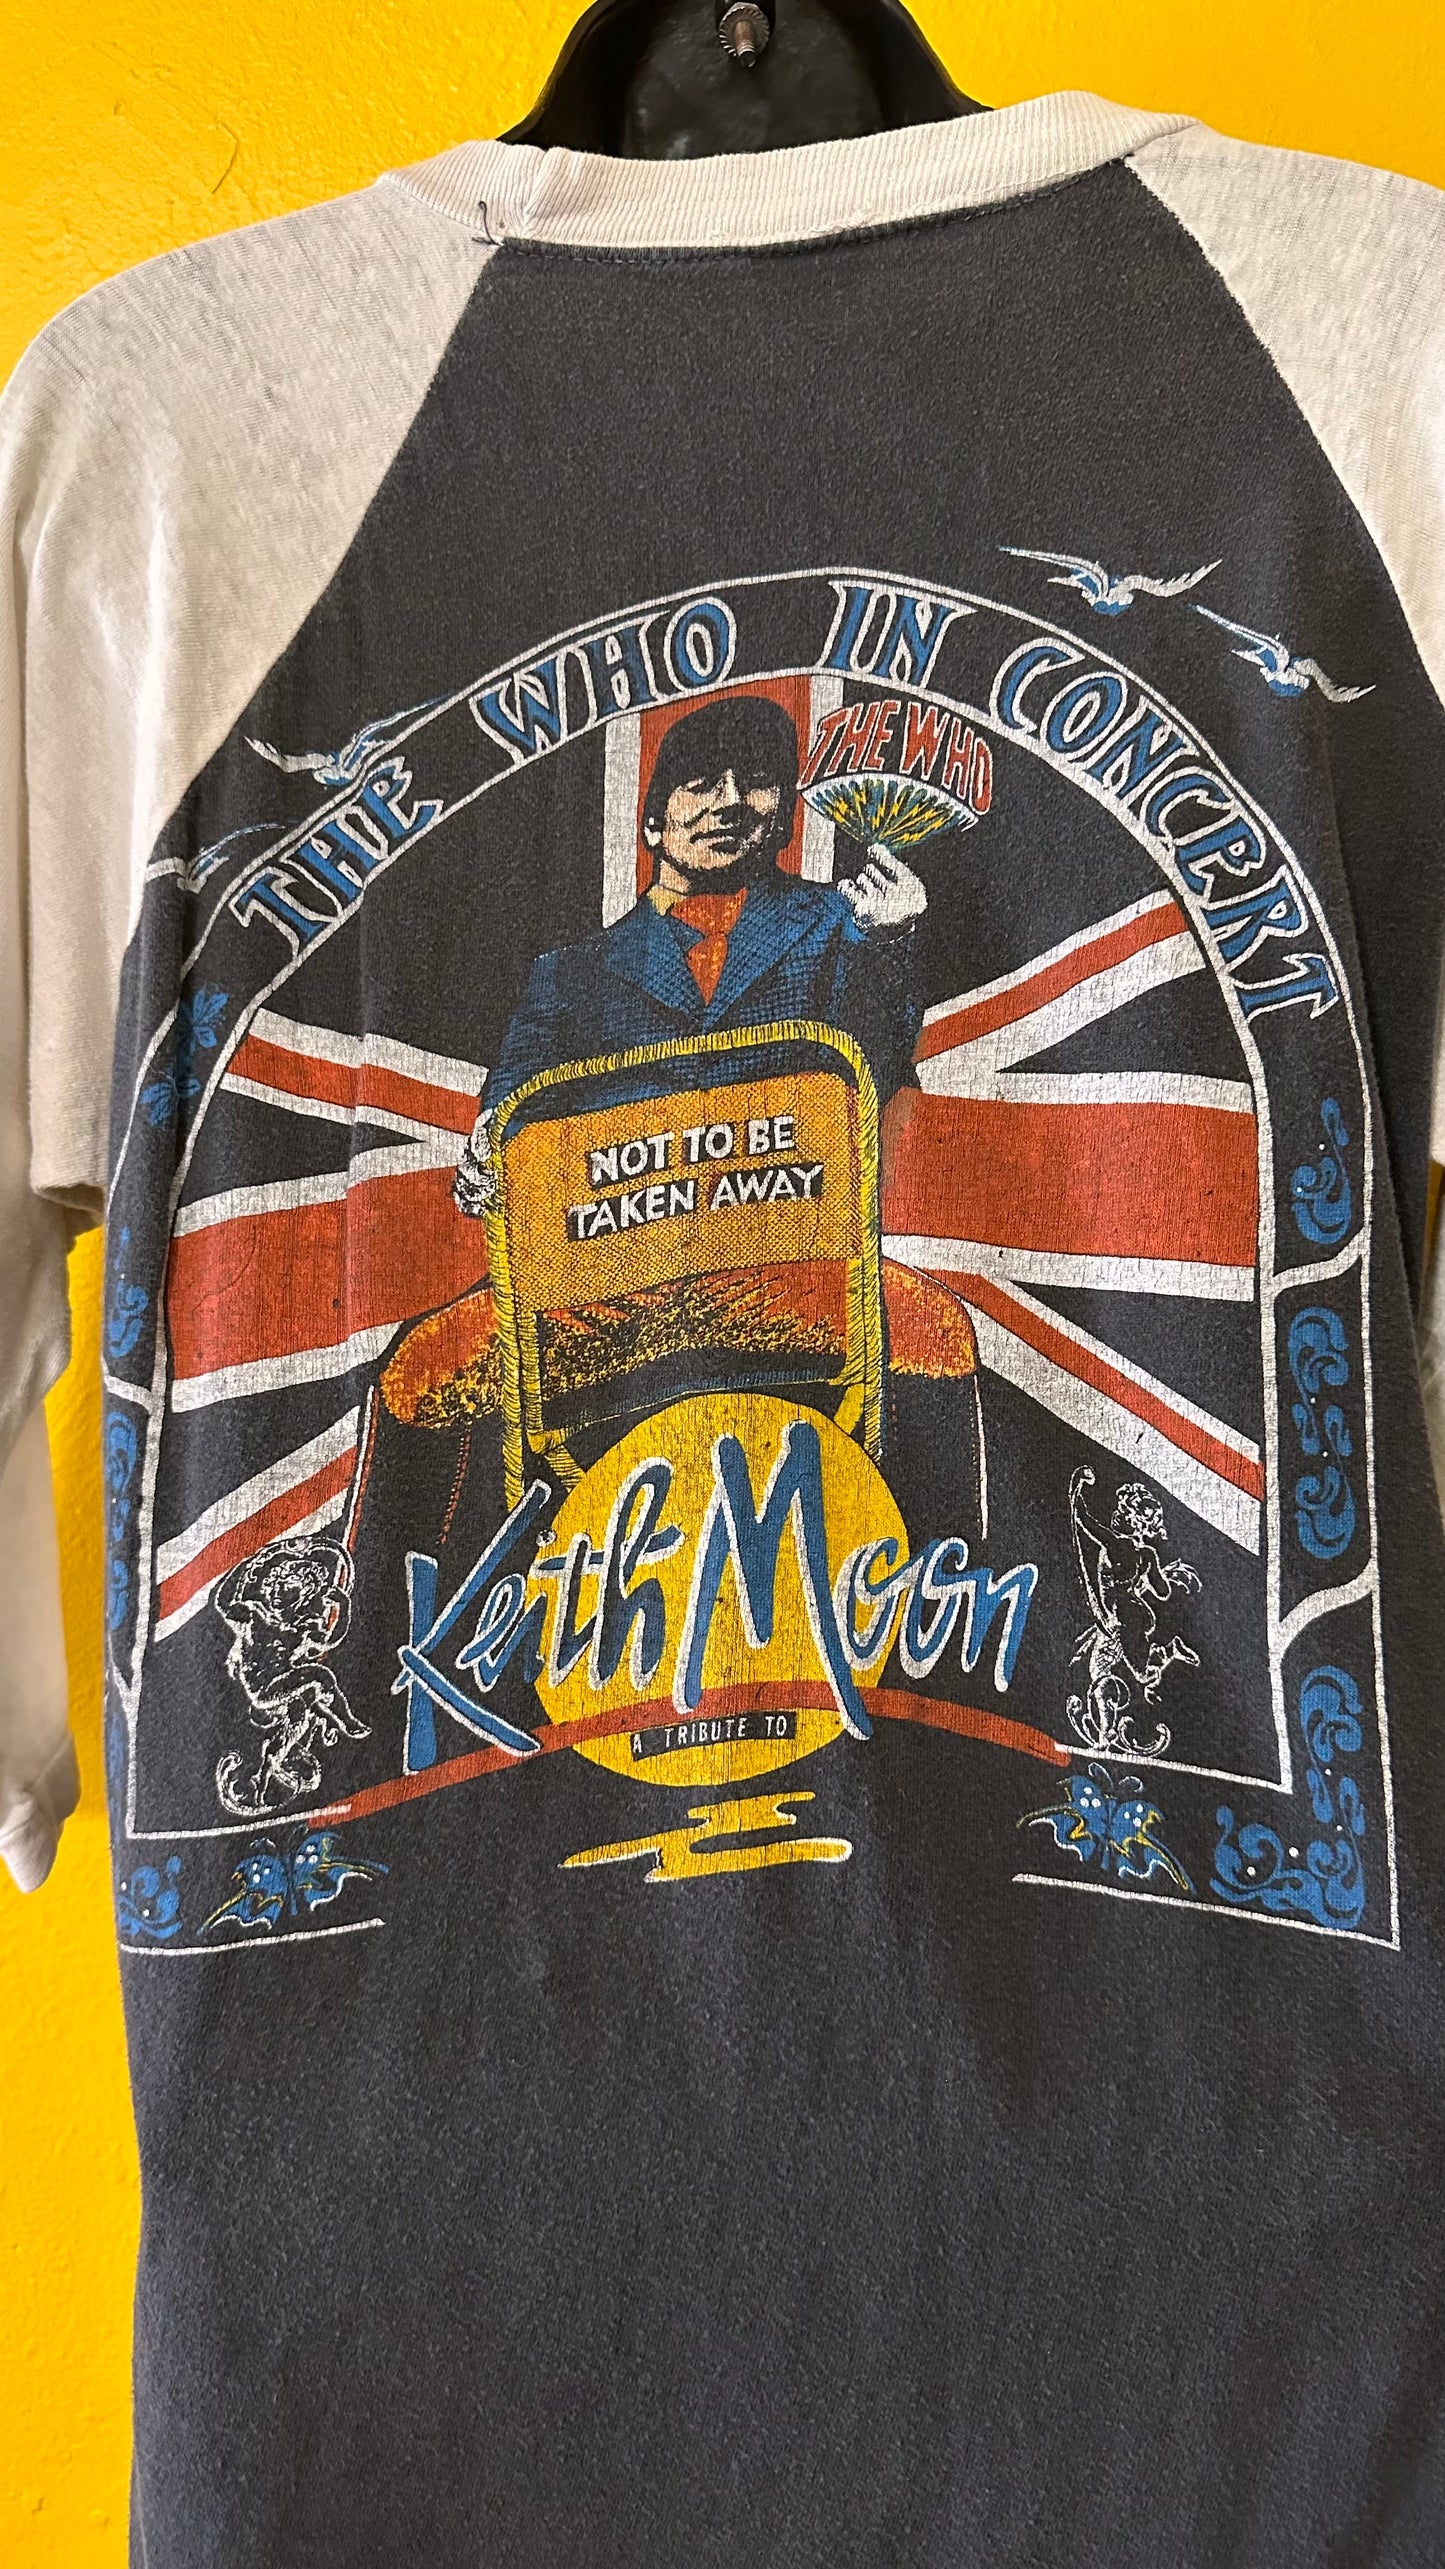 THE WHO IN CONCERT
THE WHO
NOT TO BE
TAKEN AWAY
Keith Moon
A TRIBUTE TO